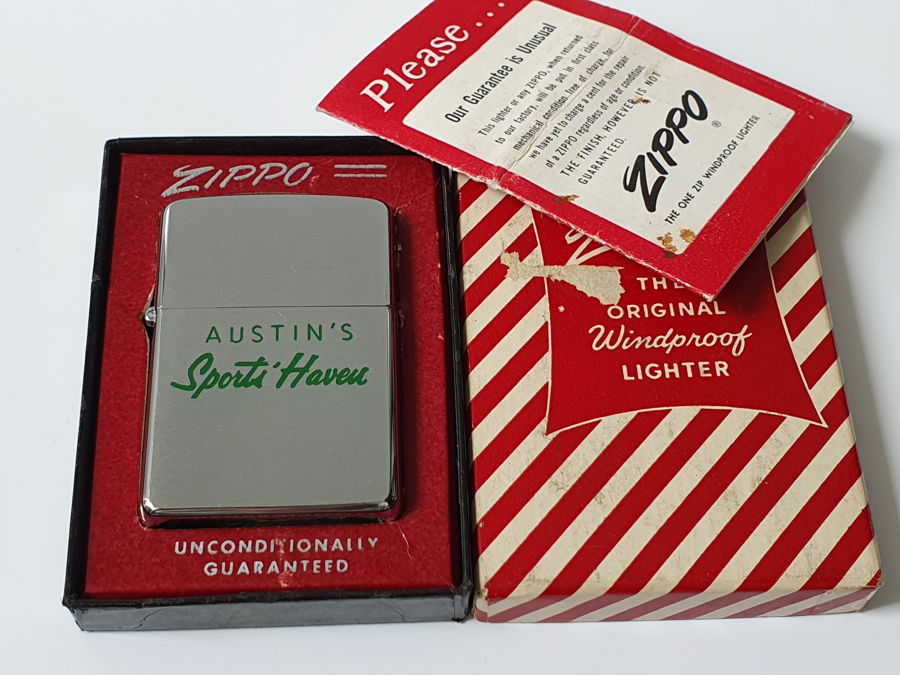 Please....
Our Guarantee is Unusual
This lighter or any ZIPPO, when returned
to our factory, will be put in first class
mechanical condition free of charge, for
we have yet to charge a cent for the repair
of a ZIPPO regardless of age or condition.
THE FINISH, HOWEVER, IS NOT
GUARANTEED.
ZIPPO ®
THE ONE ZIP WINDPROOF LIGHTER
ZIPPO
AUSTIN'S
Sports' Haven
UNCONDITIONALLY
GUARANTEED
THE
ORIGINAL
Windproof
LIGHTER